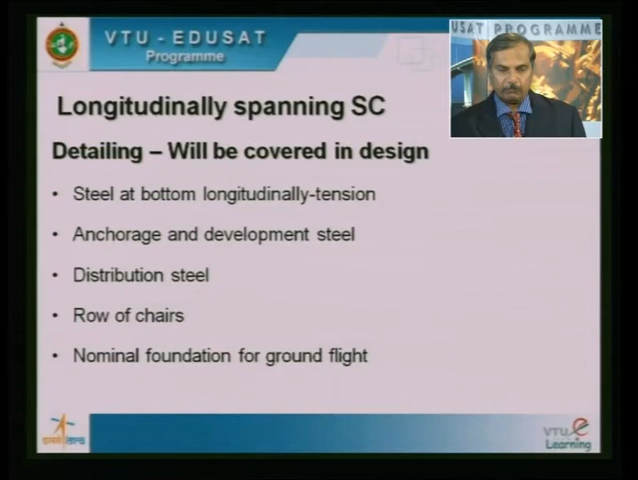 VTU - EDUSAT
Programme
USAT PROGRAMME
Longitudinally spanning SC
Detailing – Will be covered in design
• Steel at bottom longitudinally-tension
• Anchorage and development steel
• Distribution steel
• Row of chairs
• Nominal foundation for ground flight
VTU e
Learning